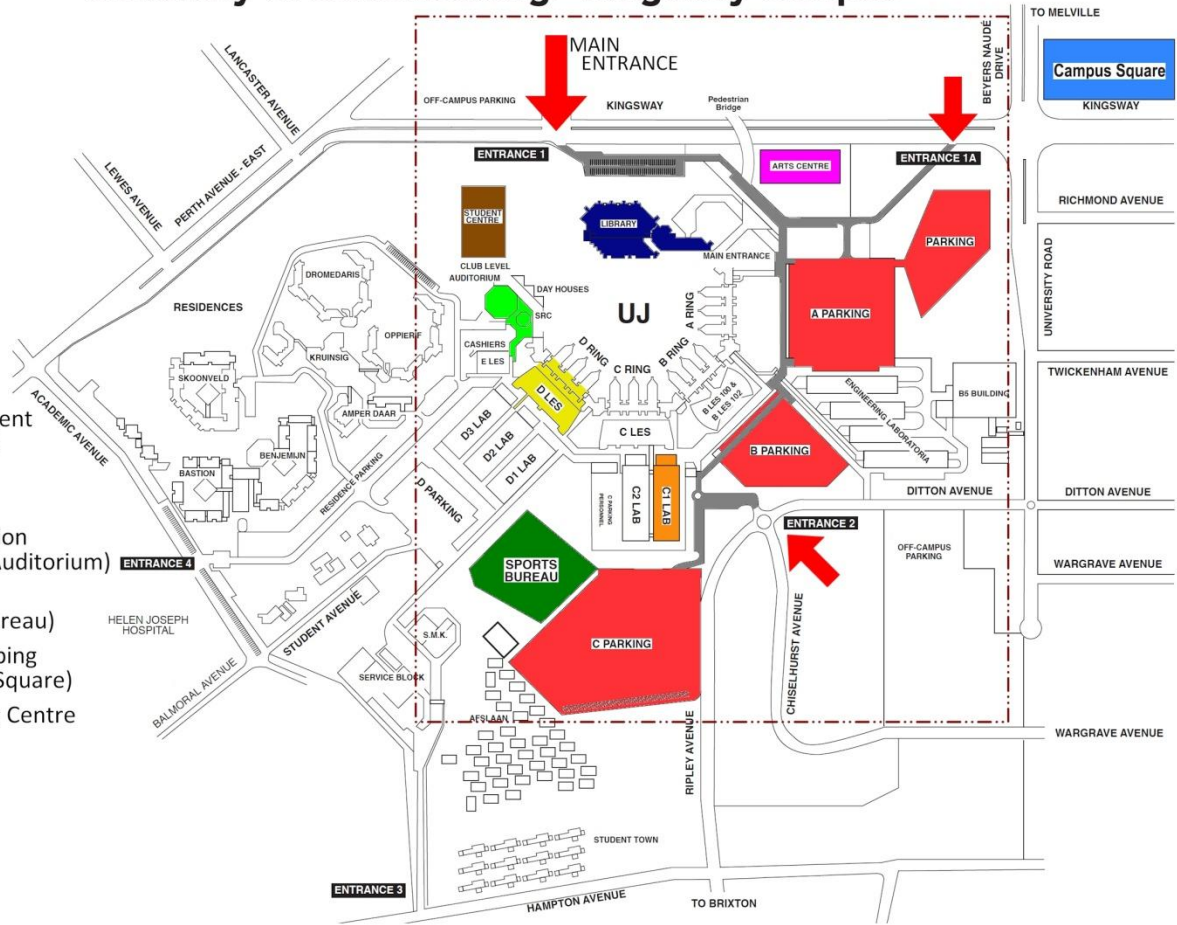 TO MELVILLE
MAIN
ENTRANCE
BEYERS NAUDÉ
DRIVE
Campus Square
LANCASTER AVENUE
OFF-CAMPUS PARKING
KINGSWAY
Pedestrian
Bridge
KINGSWAY
ENTRANCE 1
ENTRANCE 1A
ARTS CENTRE
LEWES AVENUE
PERTH AVENUE - EAST
RICHMOND AVENUE
STUDENT
CENTRE
LIBRARY
PARKING
MAIN ENTRANCE
CLUB LEVEL
AUDITORIUM
DAY HOUSES
DROMEDARIS
RESIDENCES
SRC
UJ
A RING
A PARKING
UNIVERSITY ROAD
OPPIERIF
CASHIERS
E LES
KRUINSIG
D RING
C RING
B RING
TWICKENHAM AVENUE
SKOONVELD
D LES
B LES 100 &
B LES 102
ENGINEERING LABORATORIA
B5 BUILDING
ACADEMIC AVENUE
AMPER DAAR
D3 LAB
D2 LAB
D1 LAB
C LES
B PARKING
BENJEMIJN
BASTION
RESIDENCE PARKING
D PARKING
C PARKING
PERSONNEL
C2 LAB
C1 LAB
DITTON AVENUE
DITTON AVENUE
ENTRANCE 2
ent
on
Auditorium)
ENTRANCE 4
SPORTS
BUREAU
OFF-CAMPUS
PARKING
WARGRAVE AVENUE
reau)
HELEN JOSEPH
HOSPITAL
STUDENT AVENUE
S.M.K.
C PARKING
CHISELHURST AVENUE
ping
Square)
SERVICE BLOCK
BALMORAL AVENUE
Centre
AFSLAAN
RIPLEY AVENUE
WARGRAVE AVENUE
STUDENT TOWN
ENTRANCE 3
HAMPTON AVENUE
TO BRIXTON